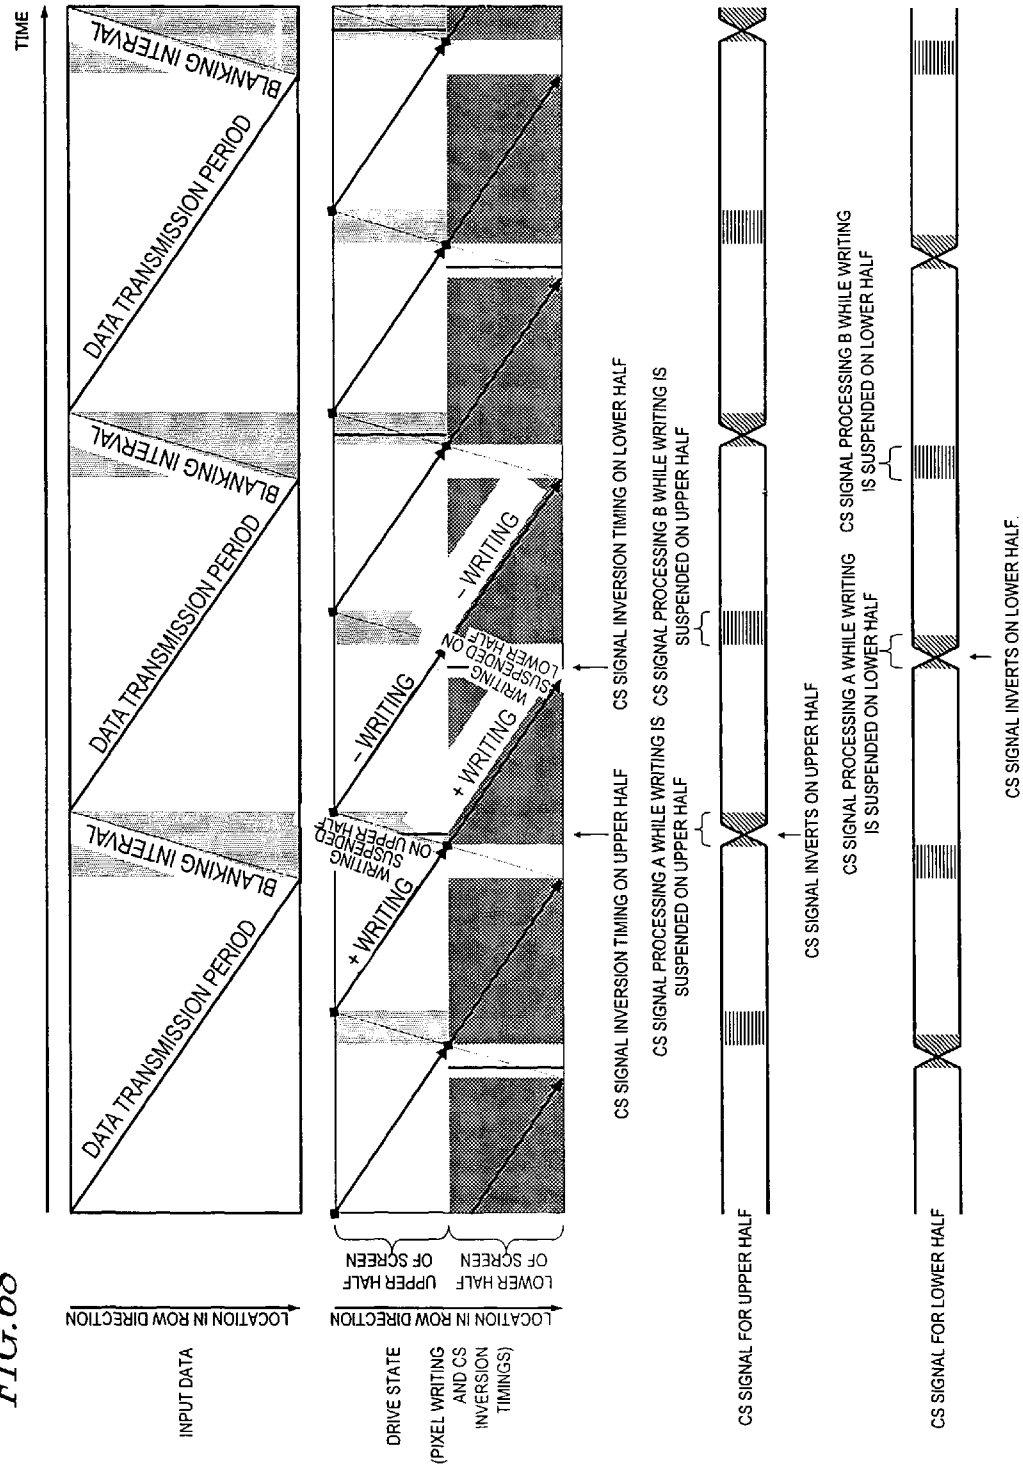 FIG. 68
TIME
INPUT DATA
LOCATION IN ROW DIRECTION
DATA TRANSMISSION PERIOD
BLANKING INTERVAL
DATA TRANSMISSION PERIOD
BLANKING INTERVAL
DATA TRANSMISSION PERIOD
BLANKING INTERVAL
DRIVE STATE
(PIXEL WRITING
AND CS
INVERSION
TIMINGS)
LOCATION IN ROW DIRECTION
UPPER HALF
OF SCREEN
LOWER HALF
OF SCREEN
+ WRITING
WRITING
SUSPENDED
ON UPPER HALF
– WRITING
+ WRITING
WRITING
SUSPENDED ON
LOWER HALF
– WRITING
CS SIGNAL INVERSION TIMING ON UPPER HALF
CS SIGNAL INVERSION TIMING ON LOWER HALF
CS SIGNAL PROCESSING A WHILE WRITING IS
SUSPENDED ON UPPER HALF
CS SIGNAL PROCESSING B WHILE WRITING IS
SUSPENDED ON UPPER HALF
CS SIGNAL FOR UPPER HALF
CS SIGNAL INVERTS ON UPPER HALF
CS SIGNAL PROCESSING A WHILE WRITING
IS SUSPENDED ON LOWER HALF
CS SIGNAL PROCESSING B WHILE WRITING
IS SUSPENDED ON LOWER HALF
CS SIGNAL FOR LOWER HALF
CS SIGNAL INVERTS ON LOWER HALF